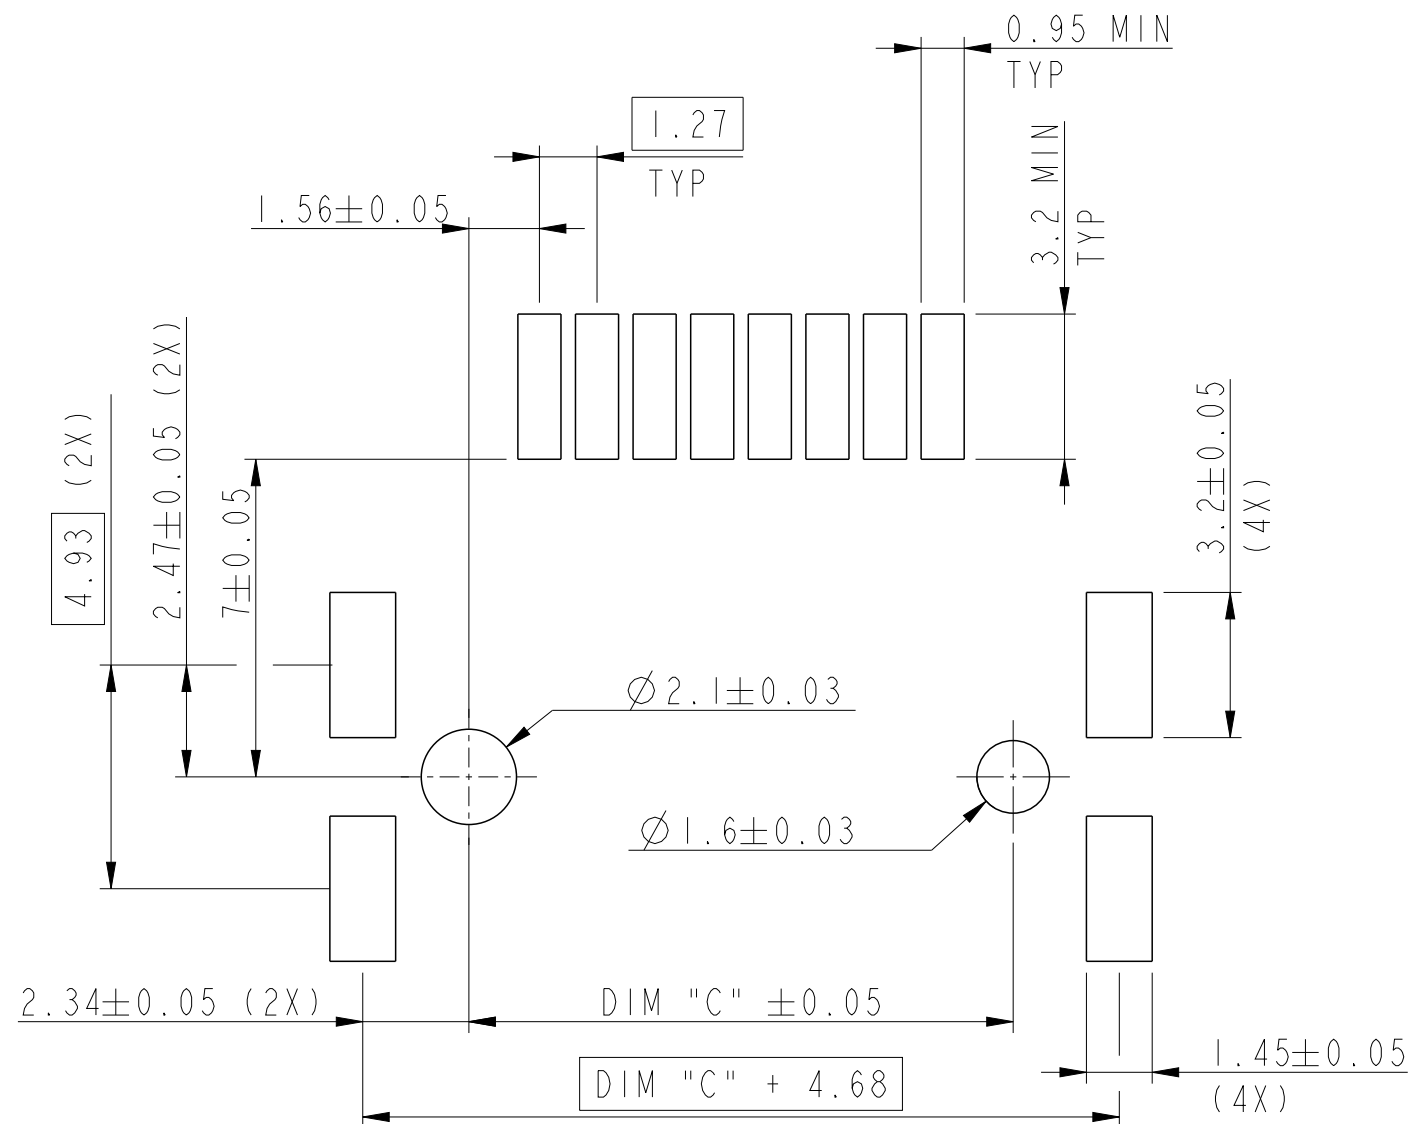 0.95 MIN
TYP
1.27
TYP
1.56±0.05
3.2 MIN
TYP
4.93 (2X)
2.47±0.05 (2X)
7±0.05
3.2±0.05
(4X)
Ø2.1±0.03
Ø1.6±0.03
2.34±0.05 (2X)
DIM "C" ±0.05
DIM "C" + 4.68
1.45±0.05
(4X)